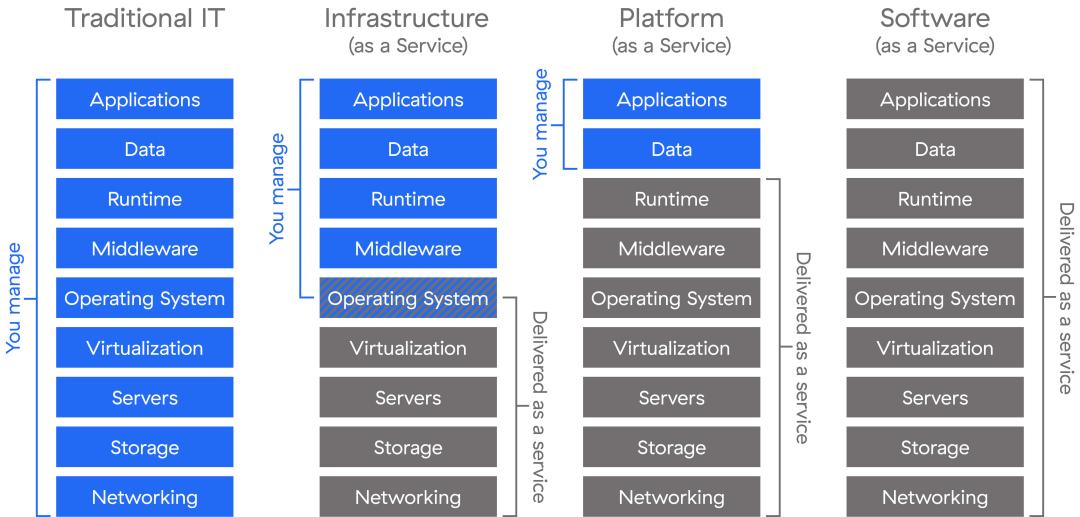 Traditional IT
Infrastructure
(as a Service)
Platform
(as a Service)
Software
(as a Service)
You manage
Applications
Data
Runtime
Middleware
Operating System
Virtualization
Servers
Storage
Networking
You manage
Applications
Data
Runtime
Middleware
Operating System
Virtualization
Servers
Storage
Networking
Delivered as a service
You manage
Applications
Data
Runtime
Middleware
Operating System
Virtualization
Servers
Storage
Networking
Delivered as a service
Applications
Data
Runtime
Middleware
Operating System
Virtualization
Servers
Storage
Networking
Delivered as a service